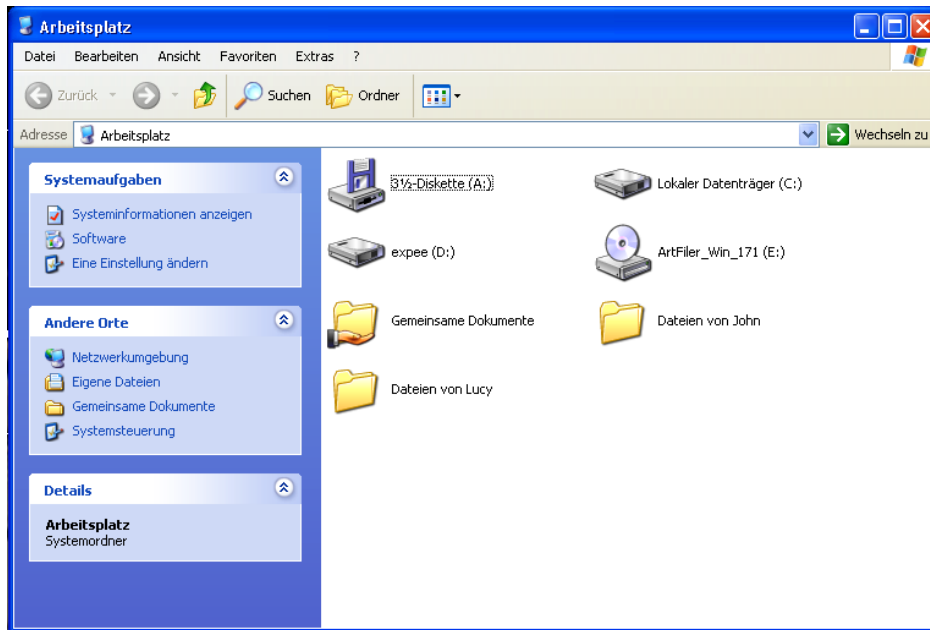 Arbeitsplatz
Datei Bearbeiten Ansicht Favoriten Extras ?
Zurück Suchen Ordner
Adresse Arbeitsplatz Wechseln zu
Systemaufgaben
Systeminformationen anzeigen
Software
Eine Einstellung ändern
Andere Orte
Netzwerkumgebung
Eigene Dateien
Gemeinsame Dokumente
Systemsteuerung
Details
Arbeitsplatz
Systemordner
3½-Diskette (A:) Lokaler Datenträger (C:)
expee (D:) ArtFiler_Win_171 (E:)
Gemeinsame Dokumente Dateien von John
Dateien von Lucy